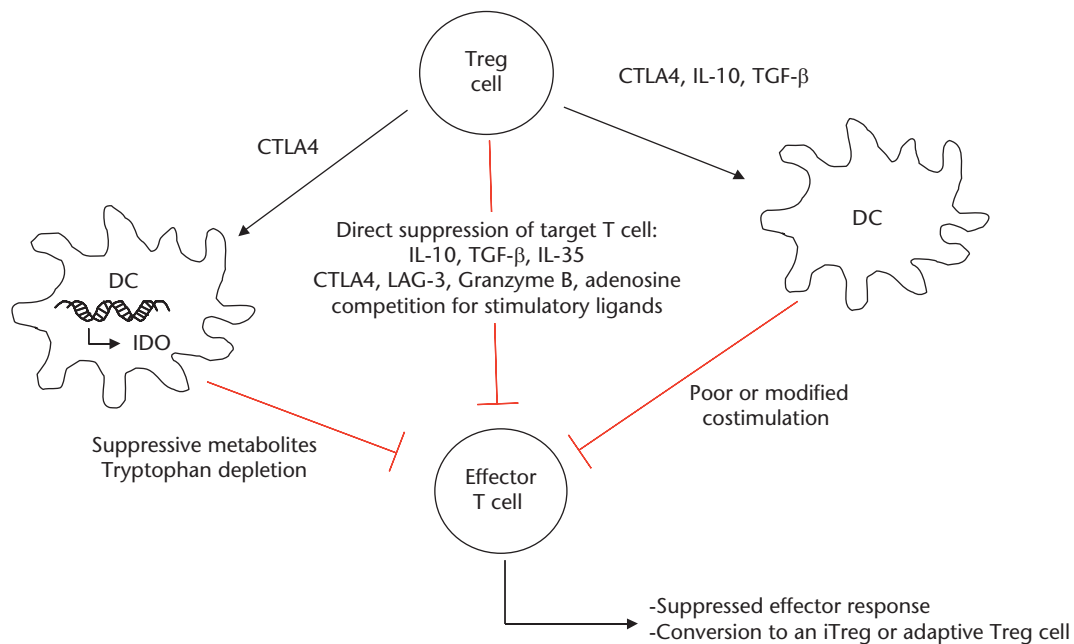 Treg
cell
CTLA4, IL-10, TGF-β
CTLA4
DC
Direct suppression of target T cell:
IL-10, TGF-β, IL-35
CTLA4, LAG-3, Granzyme B, adenosine
competition for stimulatory ligands
DC
IDO
Poor or modified
costimulation
Suppressive metabolites
Tryptophan depletion
Effector
T cell
-Suppressed effector response
-Conversion to an iTreg or adaptive Treg cell